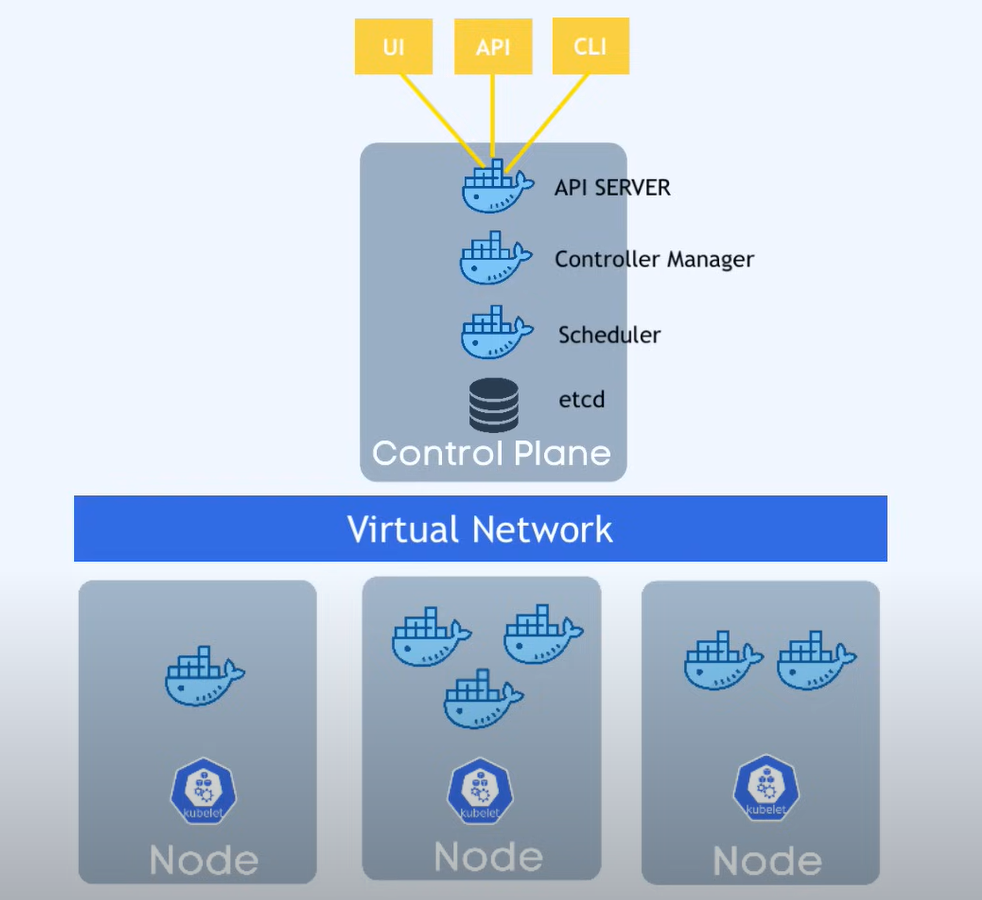 UI
API
CLI
API SERVER
Controller Manager
Scheduler
etcd
Control Plane
Virtual Network
kubelet
kubelet
kubelet
Node
Node
Node